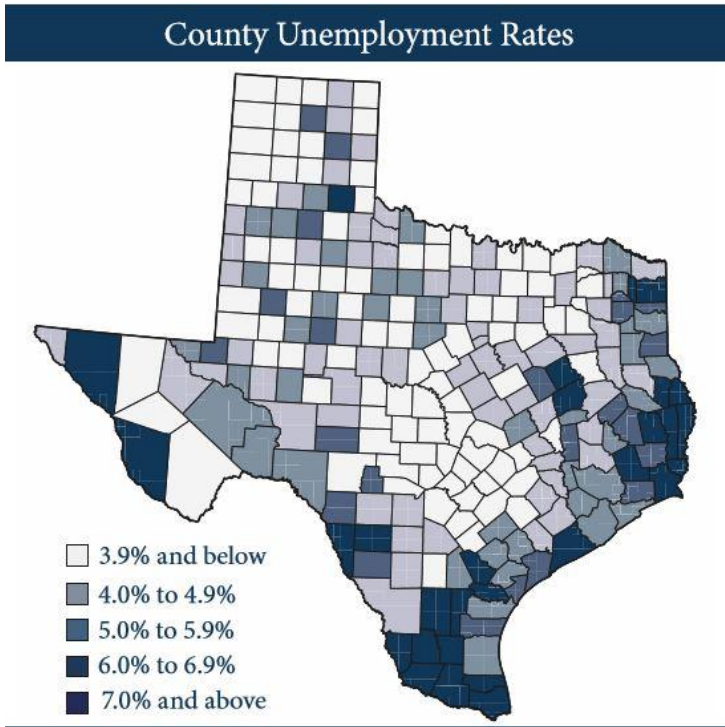 County Unemployment Rates
3.9% and below
4.0% to 4.9%
5.0% to 5.9%
6.0% to 6.9%
7.0% and above